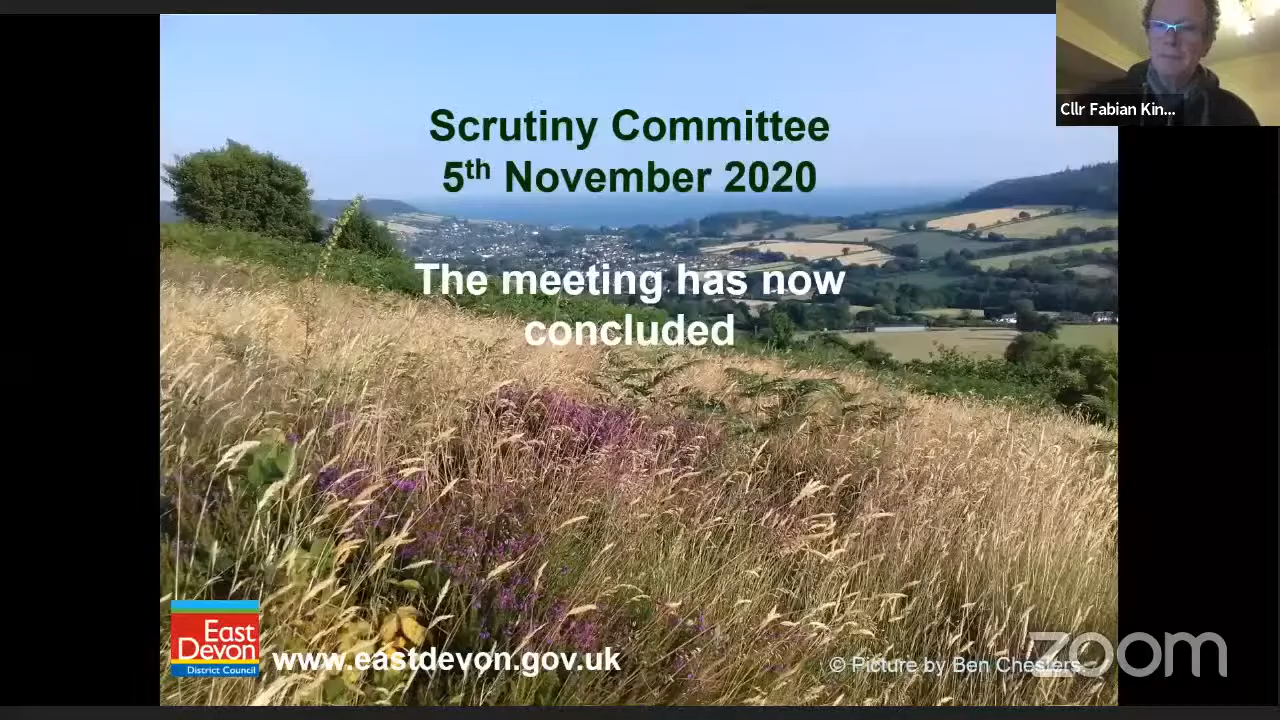 Cllr Fabian Kin...
Scrutiny Committee
5th November 2020
The meeting has now
concluded
East
Devon
District Council
www.eastdevon.gov.uk
© Picture by Ben Chesters.
zoom